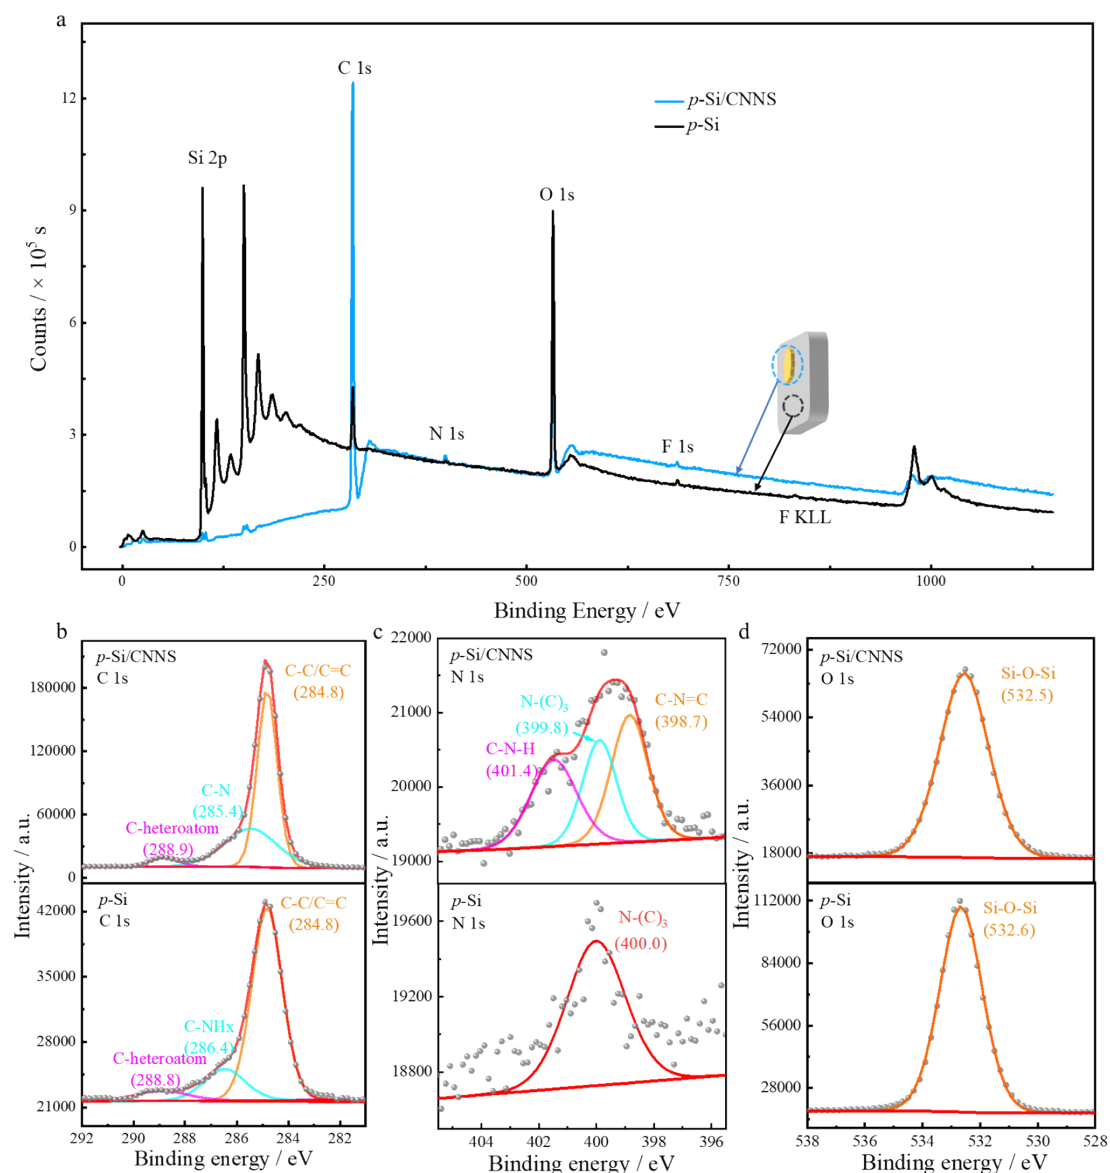 a
C 1s
p-Si/CNNS
p-Si
Si 2p
O 1s
N 1s
F 1s
F KLL
12
9
6
3
0
Counts / × 10⁵ s
0
250
500
750
1000
Binding Energy / eV
b
p-Si/CNNS
C 1s
C-C/C=C
(284.8)
C-N
(285.4)
C-heteroatom
(288.9)
180000
120000
60000
0
p-Si
C 1s
C-C/C=C
(284.8)
C-NHx
(286.4)
C-heteroatom
(288.8)
42000
35000
28000
21000
Intensity / a.u.
292
290
288
286
284
282
Binding energy / eV
c
p-Si/CNNS
N 1s
N-(C)₃
(399.8)
C-N=C
(398.7)
C-N-H
(401.4)
22000
21000
20000
19000
p-Si
N 1s
N-(C)₃
(400.0)
19600
19200
18800
Intensity / a.u.
404
402
400
398
396
Binding energy / eV
d
p-Si/CNNS
O 1s
Si-O-Si
(532.5)
72000
54000
36000
18000
p-Si
O 1s
Si-O-Si
(532.6)
112000
84000
56000
28000
Intensity / a.u.
538
536
534
532
530
528
Binding energy / eV